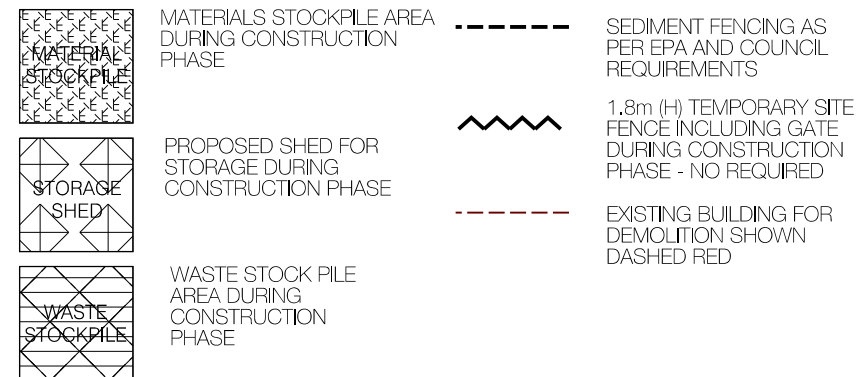 MATERIAL
STOCKPILE
MATERIALS STOCKPILE AREA
DURING CONSTRUCTION
PHASE
STORAGE
SHED
PROPOSED SHED FOR
STORAGE DURING
CONSTRUCTION PHASE
WASTE
STOCKPILE
WASTE STOCK PILE
AREA DURING
CONSTRUCTION
PHASE
SEDIMENT FENCING AS
PER EPA AND COUNCIL
REQUIREMENTS
1.8m (H) TEMPORARY SITE
FENCE INCLUDING GATE
DURING CONSTRUCTION
PHASE - NO REQUIRED
EXISTING BUILDING FOR
DEMOLITION SHOWN
DASHED RED